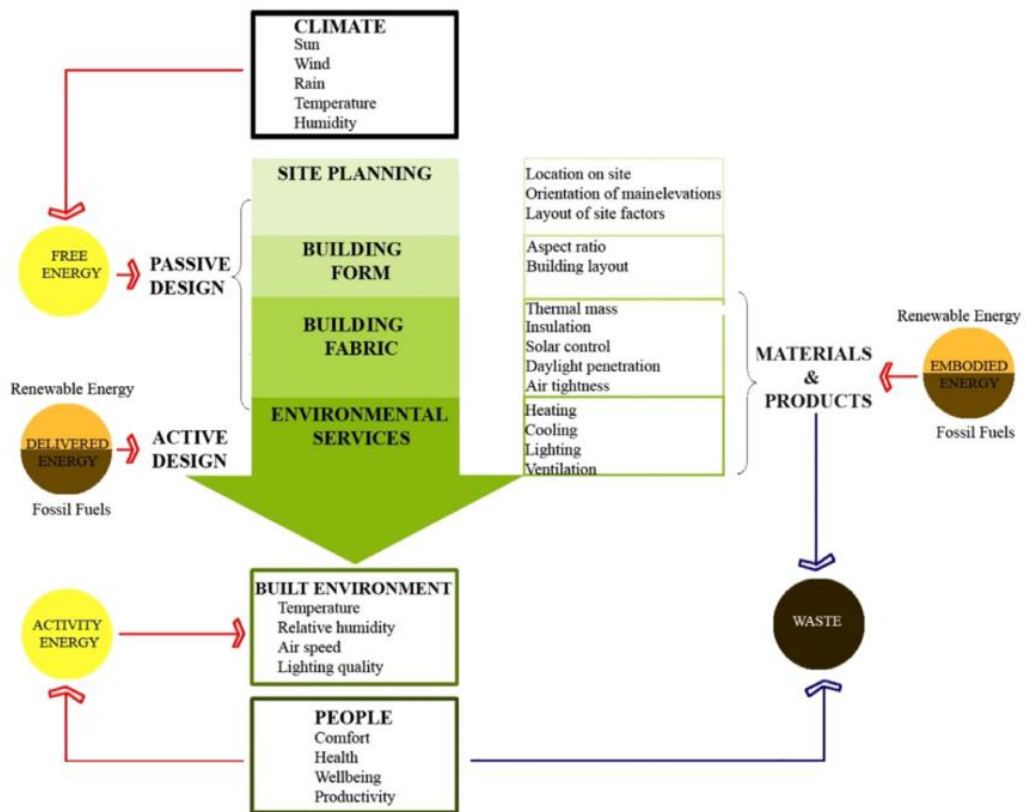 CLIMATE
Sun
Wind
Rain
Temperature
Humidity
SITE PLANNING
Location on site
Orientation of mainelevations
Layout of site factors
FREE
ENERGY
PASSIVE
DESIGN
BUILDING
FORM
Aspect ratio
Building layout
BUILDING
FABRIC
Thermal mass
Insulation
Solar control
Daylight penetration
Air tightness
MATERIALS
&
PRODUCTS
Renewable Energy
EMBODIED
ENERGY
Fossil Fuels
Renewable Energy
DELIVERED
ENERGY
Fossil Fuels
ACTIVE
DESIGN
ENVIRONMENTAL
SERVICES
Heating
Cooling
Lighting
Ventilation
ACTIVITY
ENERGY
BUILT ENVIRONMENT
Temperature
Relative humidity
Air speed
Lighting quality
WASTE
PEOPLE
Comfort
Health
Wellbeing
Productivity